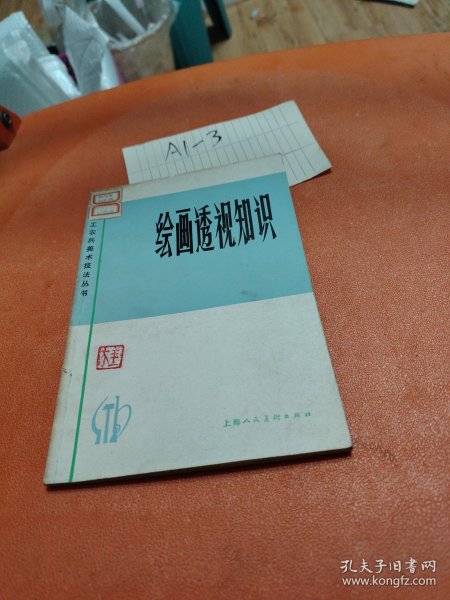 A1-3
绘画透视知识
工农兵美术技法丛书
上海人民美术出版社
孔夫子旧书网
www.kongfz.com